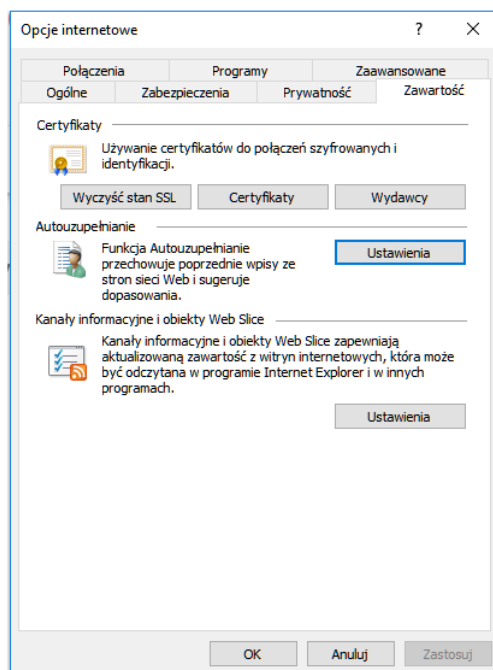 Opcje internetowe
Połączenia Programy Zaawansowane
Ogólne Zabezpieczenia Prywatność Zawartość
Certyfikaty
Używanie certyfikatów do połączeń szyfrowanych i
identyfikacji.
Wyczyść stan SSL Certyfikaty Wydawcy
Autouzupełnianie
Funkcja Autouzupełnianie
przechowuje poprzednie wpisy ze
stron sieci Web i sugeruje
dopasowania.
Ustawienia
Kanały informacyjne i obiekty Web Slice
Kanały informacyjne i obiekty Web Slice zapewniają
aktualizowaną zawartość z witryn internetowych, która może
być odczytana w programie Internet Explorer i w innych
programach.
Ustawienia
OK Anuluj Zastosuj